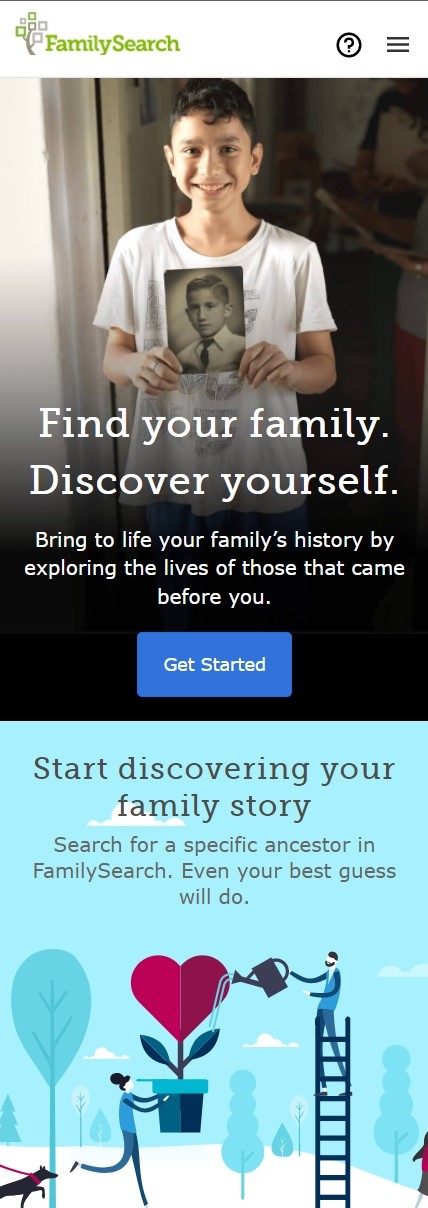 FamilySearch
Find your family.
Discover yourself.
Bring to life your family’s history by
exploring the lives of those that came
before you.
Get Started
Start discovering your
family story
Search for a specific ancestor in
FamilySearch. Even your best guess
will do.